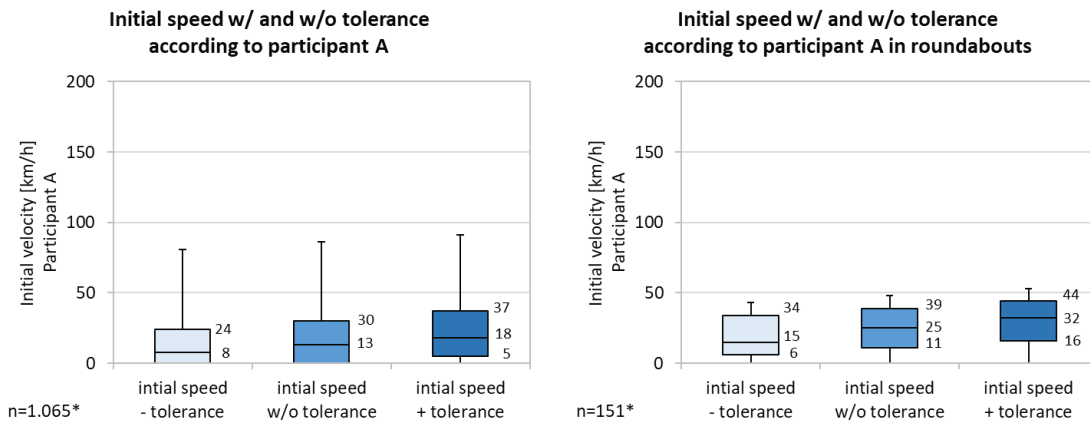 Initial speed w/ and w/o tolerance
according to participant A
200
150
100
50
0
Initial velocity [km/h]
Participant A
24
8
30
13
37
18
5
intial speed
- tolerance
intial speed
w/o tolerance
intial speed
+ tolerance
n=1.065*
Initial speed w/ and w/o tolerance
according to participant A in roundabouts
200
150
100
50
0
Initial velocity [km/h]
Participant A
34
15
6
39
25
11
44
32
16
intial speed
- tolerance
intial speed
w/o tolerance
intial speed
+ tolerance
n=151*